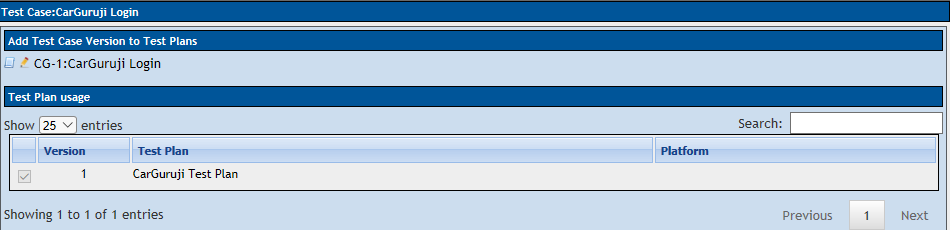 Test Case:CarGuruji Login
Add Test Case Version to Test Plans
CG-1:CarGuruji Login
Test Plan usage
Show 25 entries Search:
Version Test Plan Platform
1 CarGuruji Test Plan
Showing 1 to 1 of 1 entries Previous 1 Next